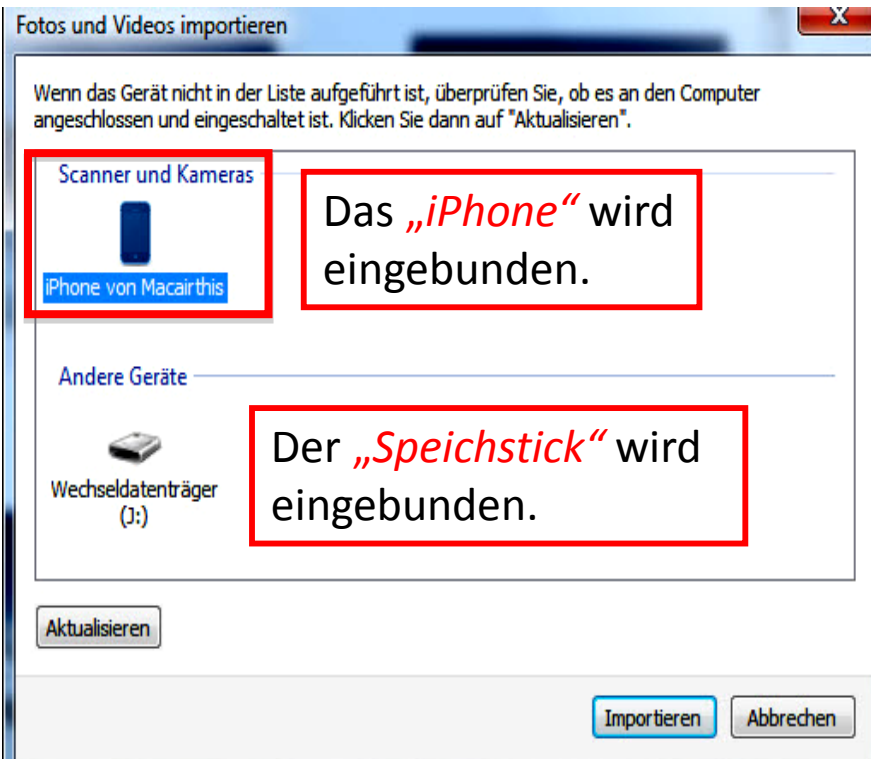 Fotos und Videos importieren
X
Wenn das Gerät nicht in der Liste aufgeführt ist, überprüfen Sie, ob es an den Computer
angeschlossen und eingeschaltet ist. Klicken Sie dann auf "Aktualisieren".
Scanner und Kameras
iPhone von Macairthis
Das „iPhone“ wird
eingebunden.
Andere Geräte
Wechseldatenträger
(J:)
Der „Speichstick“ wird
eingebunden.
Aktualisieren
Importieren
Abbrechen